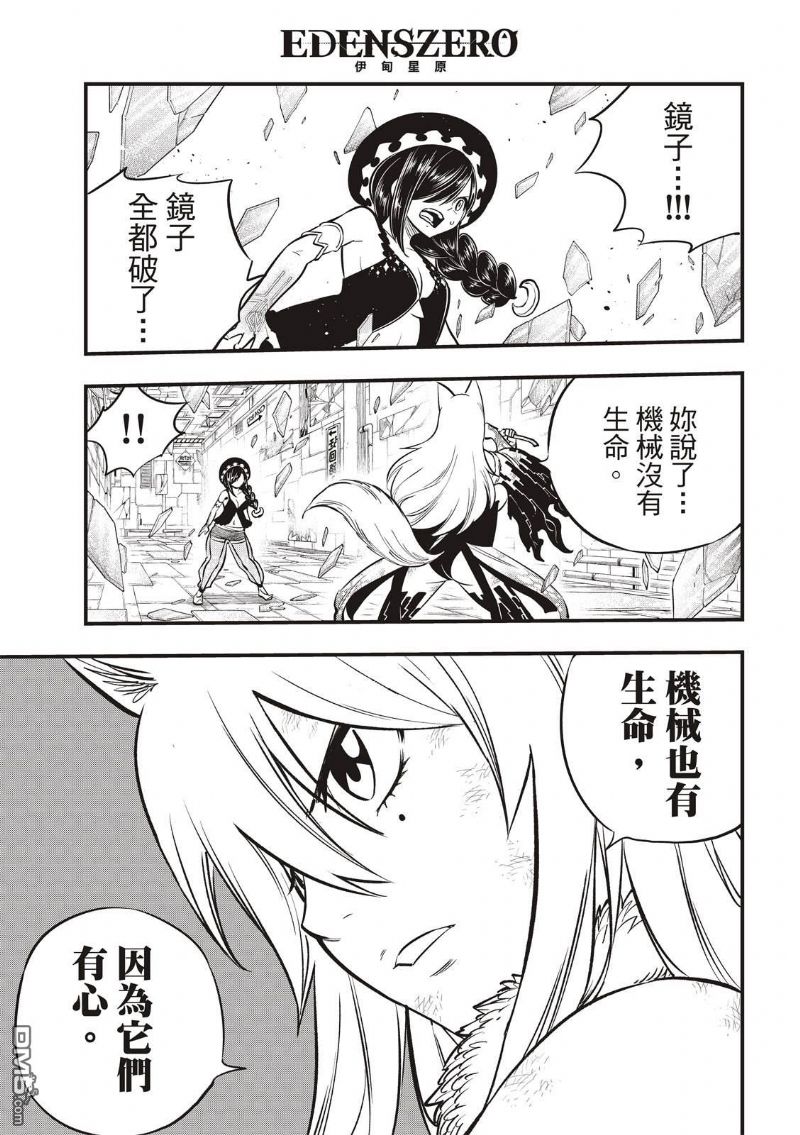 EDENSZERO
伊甸星原
鏡子…!!!
鏡子
全都破了…
妳說了…
機械沒有
生命。
!!
機械也有
生命，
因為它們
有心。
DM5